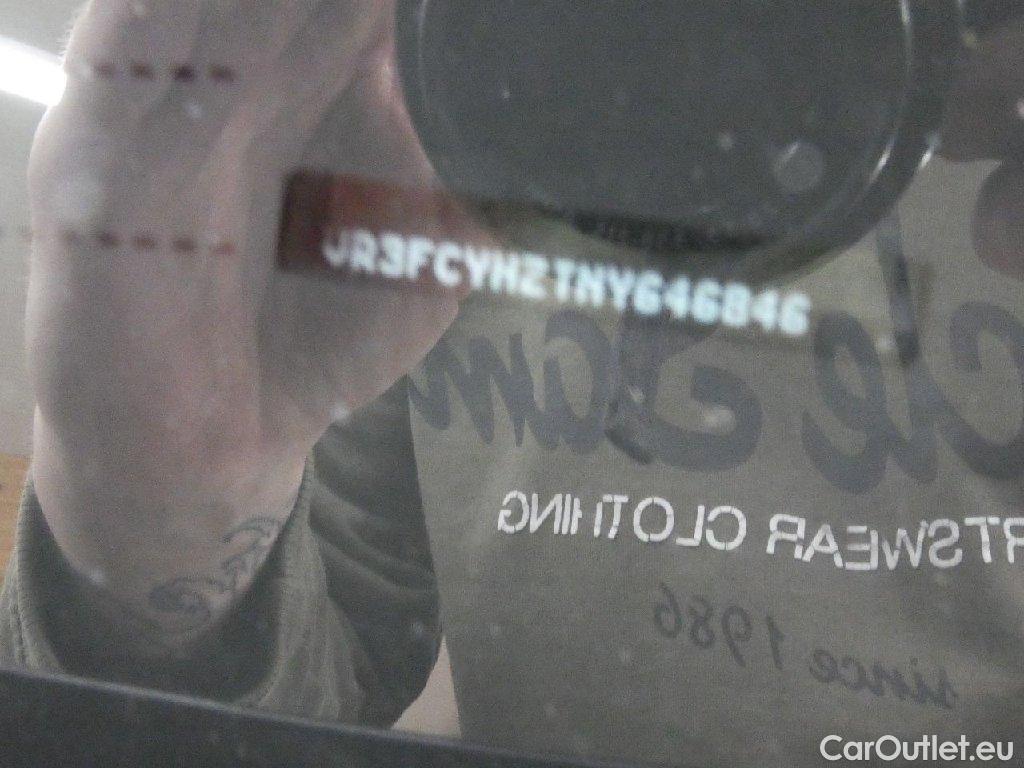 VR3FCYHZTNY646846
RTSWEAR CLOTHING
since 1986
CarOutlet.eu